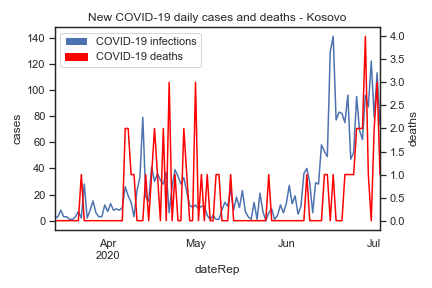 New COVID-19 daily cases and deaths - Kosovo
COVID-19 infections
COVID-19 deaths
cases
140
120
100
80
60
40
20
0
deaths
4.0
3.5
3.0
2.5
2.0
1.5
1.0
0.5
0.0
Apr
2020
May
Jun
Jul
dateRep